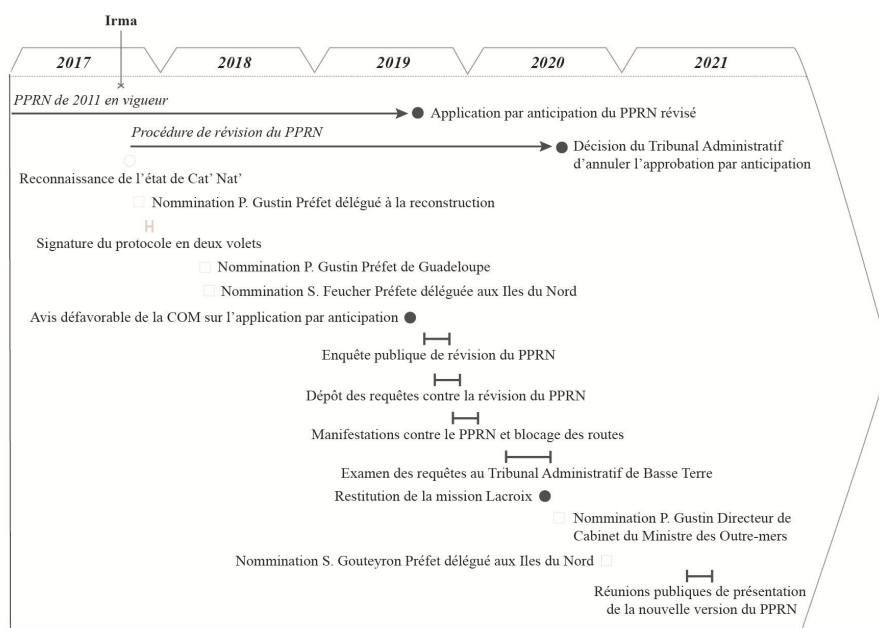 Irma
2017 2018 2019 2020 2021
PPRN de 2011 en vigueur
Application par anticipation du PPRN révisé
Procédure de révision du PPRN
Décision du Tribunal Administratif
d’annuler l’approbation par anticipation
Reconnaissance de l’état de Cat’ Nat’
Nommination P. Gustin Préfet délégué à la reconstruction
Signature du protocole en deux volets
Nommination P. Gustin Préfet de Guadeloupe
Nommination S. Feucher Préfete déléguée aux Iles du Nord
Avis défavorable de la COM sur l’application par anticipation
Enquête publique de révision du PPRN
Dépôt des requêtes contre la révision du PPRN
Manifestations contre le PPRN et blocage des routes
Examen des requêtes au Tribunal Administratif de Basse Terre
Restitution de la mission Lacroix
Nommination P. Gustin Directeur de
Cabinet du Ministre des Outre-mers
Nommination S. Gouteyron Préfet délégué aux Iles du Nord
Réunions publiques de présentation
de la nouvelle version du PPRN